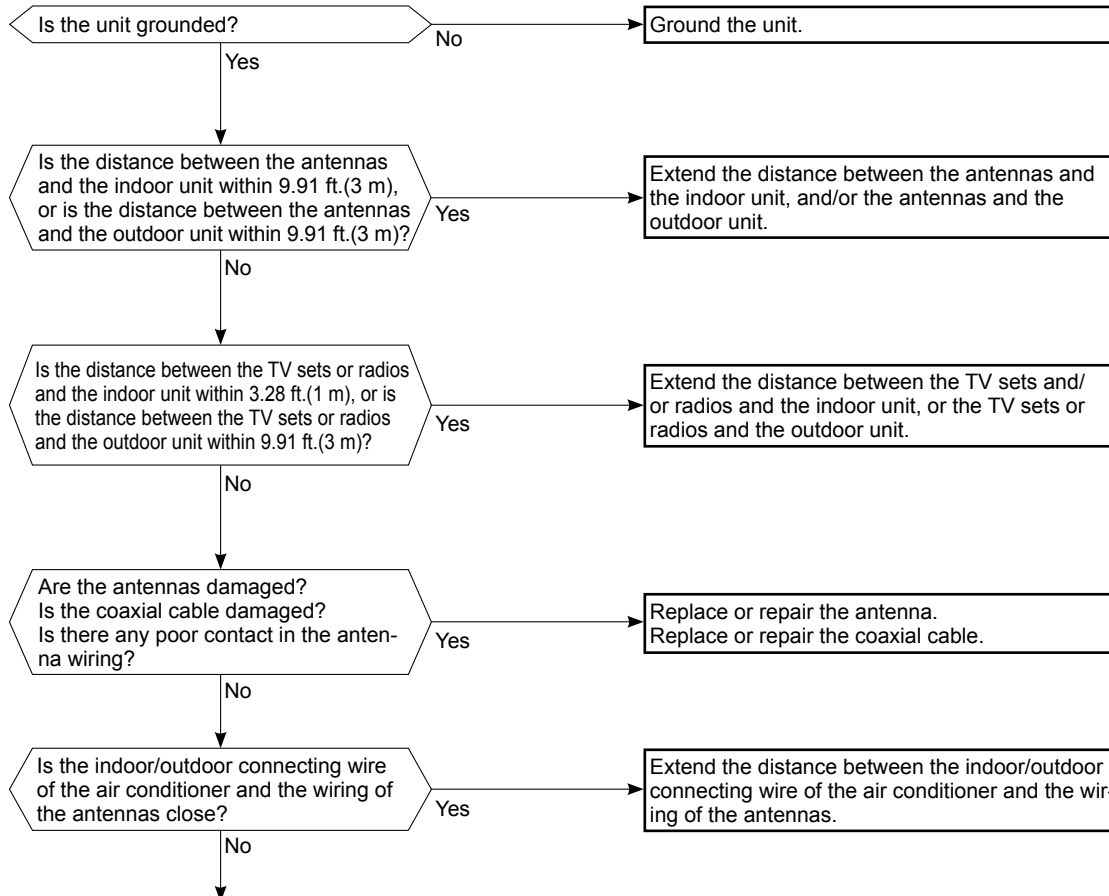 Is the unit grounded?
No
Ground the unit.
Yes
Is the distance between the antennas
and the indoor unit within 9.91 ft.(3 m),
or is the distance between the antennas
and the outdoor unit within 9.91 ft.(3 m)?
Yes
Extend the distance between the antennas and
the indoor unit, and/or the antennas and the
outdoor unit.
No
Is the distance between the TV sets or radios
and the indoor unit within 3.28 ft.(1 m), or is
the distance between the TV sets or radios
and the outdoor unit within 9.91 ft.(3 m)?
Yes
Extend the distance between the TV sets and/
or radios and the indoor unit, or the TV sets or
radios and the outdoor unit.
No
Are the antennas damaged?
Is the coaxial cable damaged?
Is there any poor contact in the anten-
na wiring?
Yes
Replace or repair the antenna.
Replace or repair the coaxial cable.
No
Is the indoor/outdoor connecting wire
of the air conditioner and the wiring of
the antennas close?
Yes
Extend the distance between the indoor/outdoor
connecting wire of the air conditioner and the wir-
ing of the antennas.
No